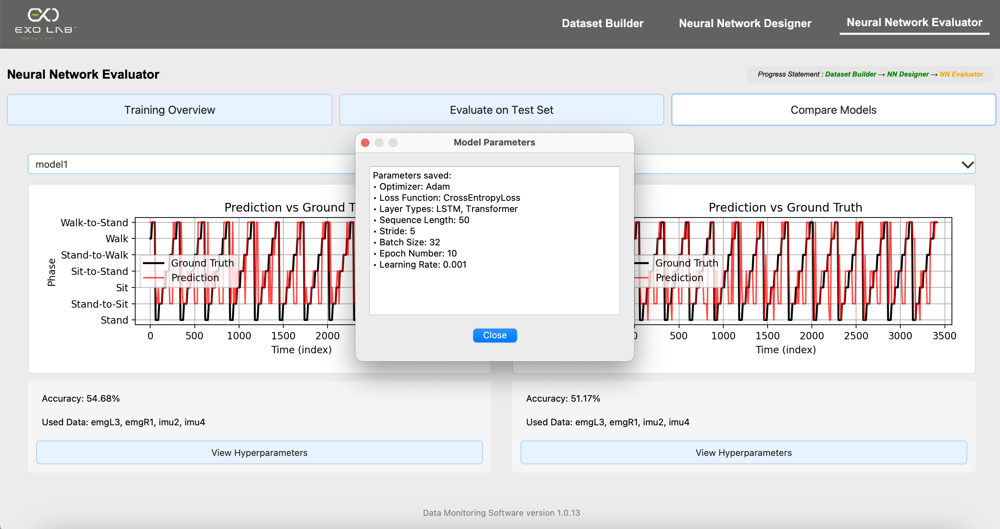 EXO LAB
Dataset Builder
Neural Network Designer
Neural Network Evaluator
Neural Network Evaluator
Progress Statement : Dataset Builder → NN Designer → NN Evaluator
Training Overview
Evaluate on Test Set
Compare Models
model1
Model Parameters
Parameters saved:
• Optimizer: Adam
• Loss Function: CrossEntropyLoss
• Layer Types: LSTM, Transformer
• Sequence Length: 50
• Stride: 5
• Batch Size: 32
• Epoch Number: 10
• Learning Rate: 0.001
Close
Prediction vs Ground
Walk-to-Stand
Walk
Stand-to-Walk
Sit-to-Stand
Sit
Stand-to-Sit
Stand
Phase
Ground Truth
Prediction
0 500 1000 1500 2000
Time (index)
Prediction vs Ground Truth
Ground Truth
Prediction
0 500 1000 1500 2000 2500 3000 3500
Time (index)
Accuracy: 54.68%
Used Data: emgL3, emgR1, imu2, imu4
View Hyperparameters
Accuracy: 51.17%
Used Data: emgL3, emgR1, imu2, imu4
View Hyperparameters
Data Monitoring Software version 1.0.13